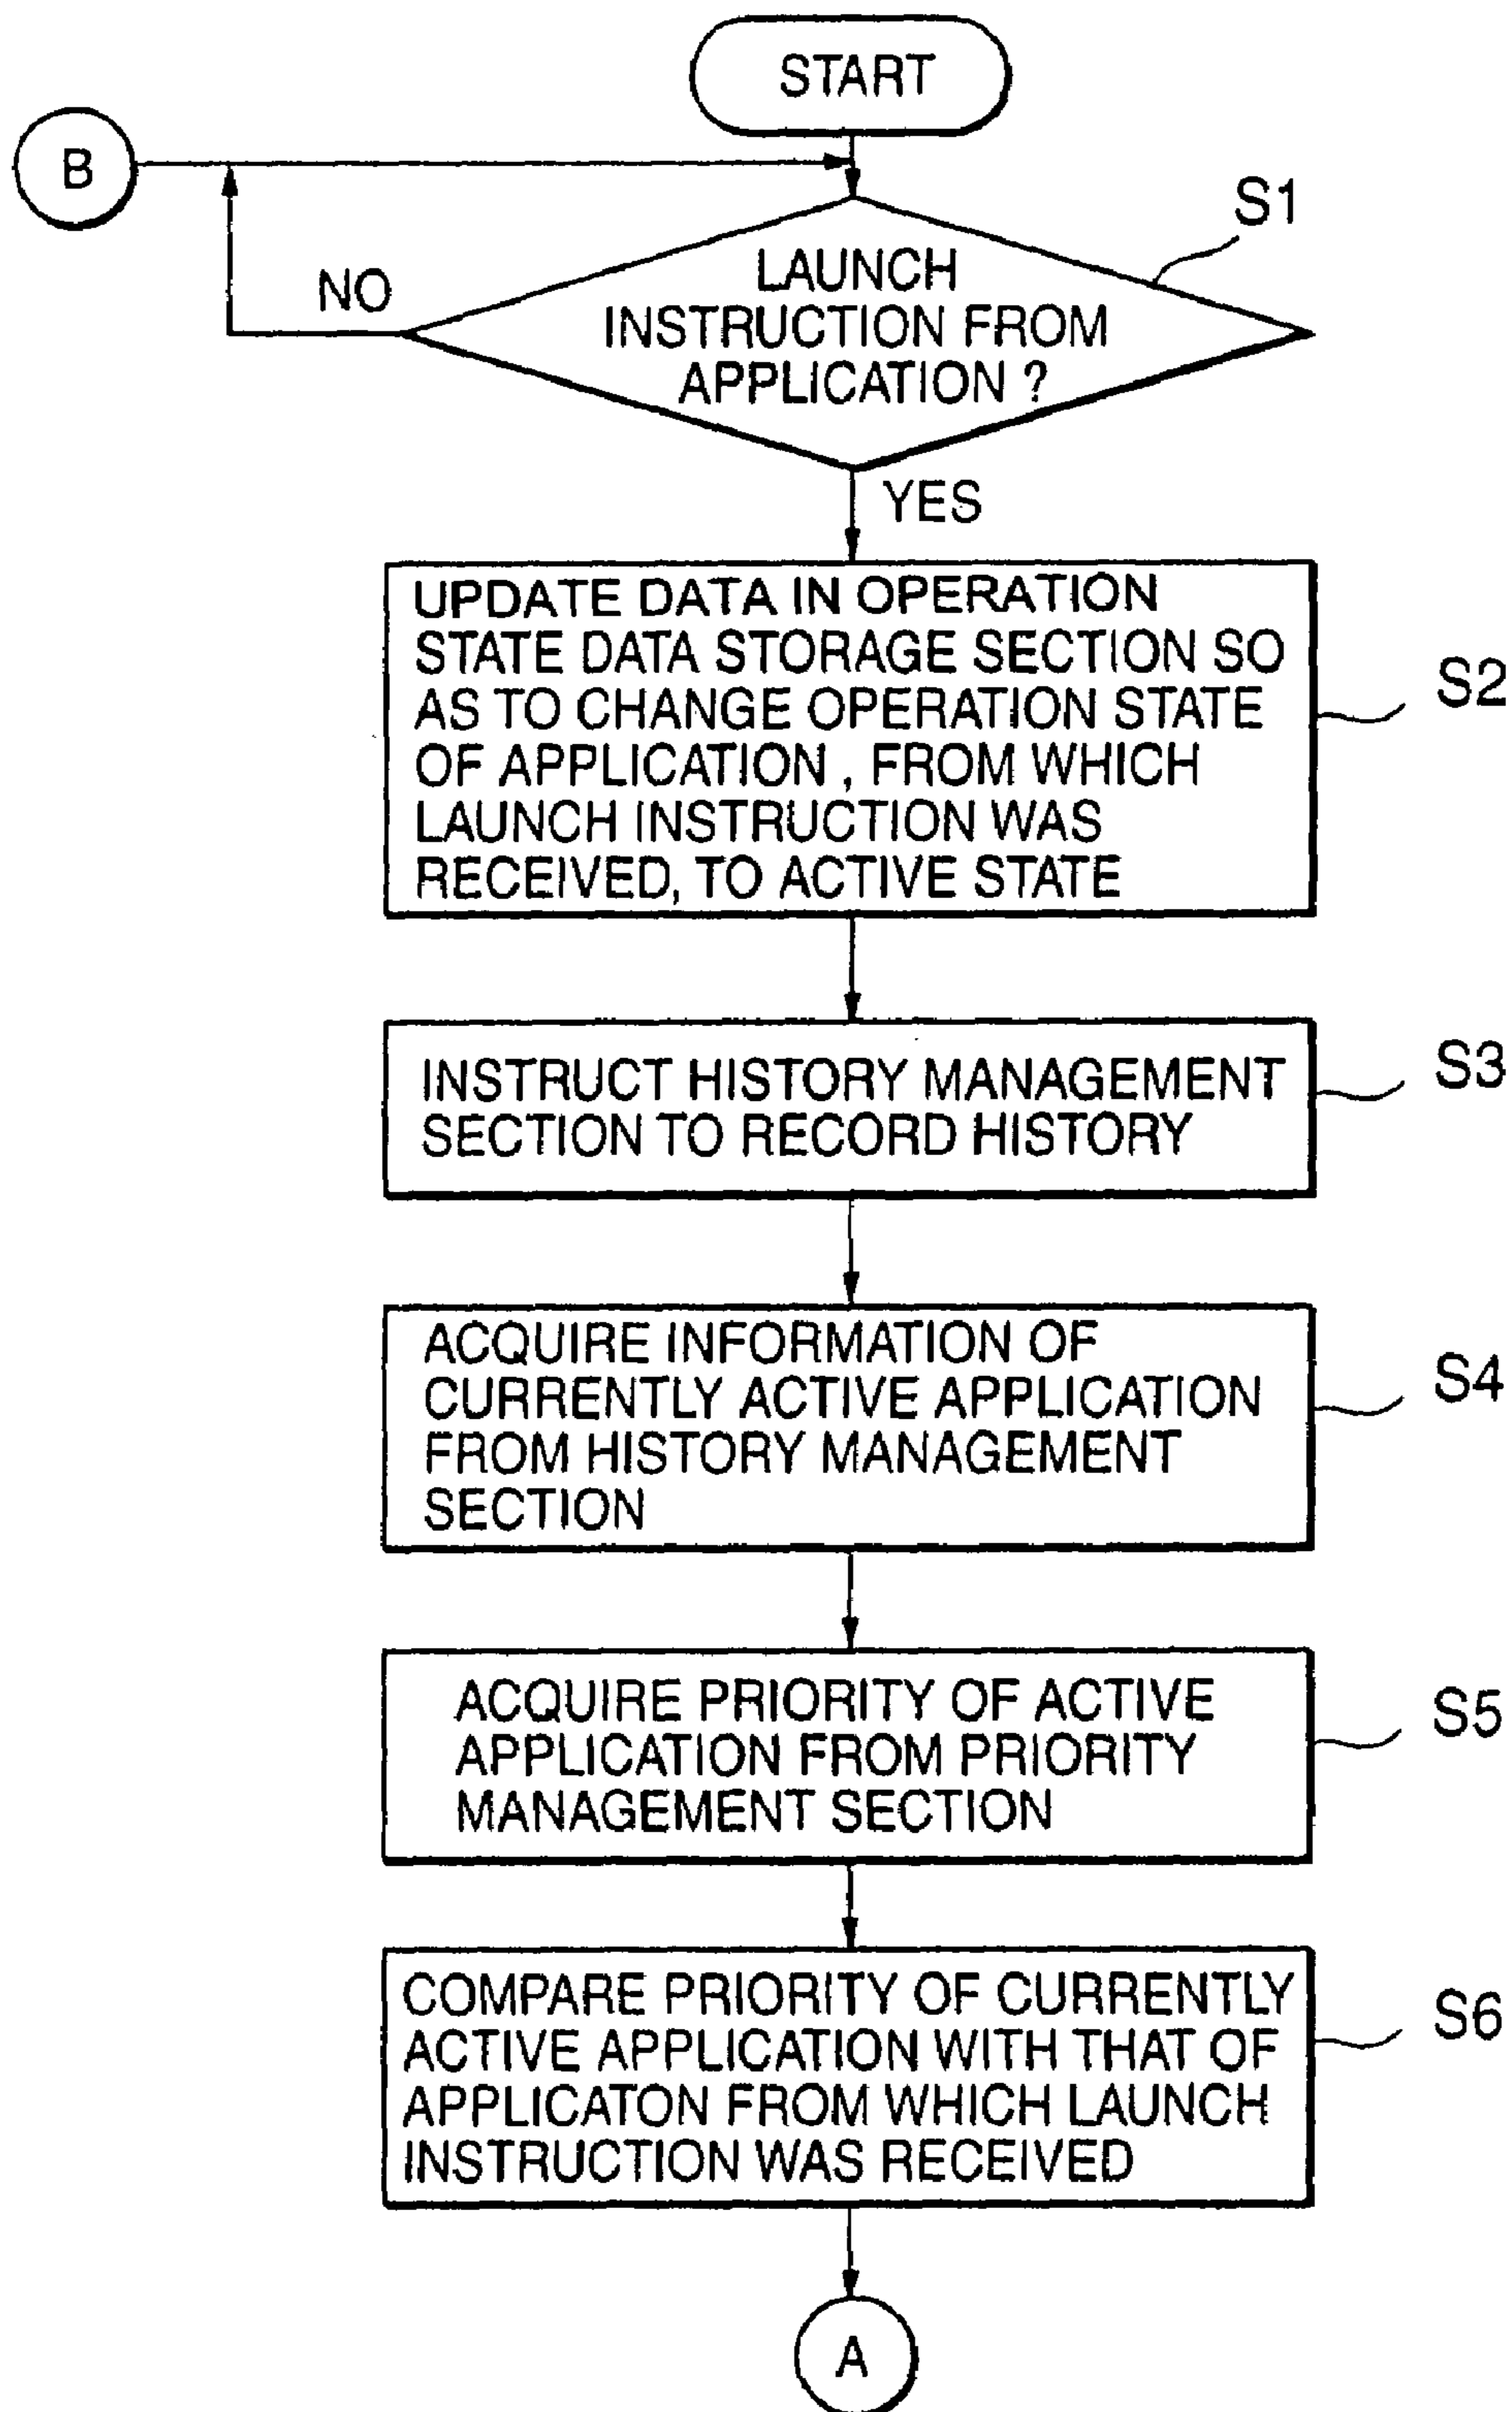 START
B
S1
LAUNCH
INSTRUCTION FROM
APPLICATION ?
NO
YES
UPDATE DATA IN OPERATION
STATE DATA STORAGE SECTION SO
AS TO CHANGE OPERATION STATE
OF APPLICATION , FROM WHICH
LAUNCH INSTRUCTION WAS
RECEIVED, TO ACTIVE STATE
S2
INSTRUCT HISTORY MANAGEMENT
SECTION TO RECORD HISTORY
S3
ACQUIRE INFORMATION OF
CURRENTLY ACTIVE APPLICATION
FROM HISTORY MANAGEMENT
SECTION
S4
ACQUIRE PRIORITY OF ACTIVE
APPLICATION FROM PRIORITY
MANAGEMENT SECTION
S5
COMPARE PRIORITY OF CURRENTLY
ACTIVE APPLICATION WITH THAT OF
APPLICATON FROM WHICH LAUNCH
INSTRUCTION WAS RECEIVED
S6
A